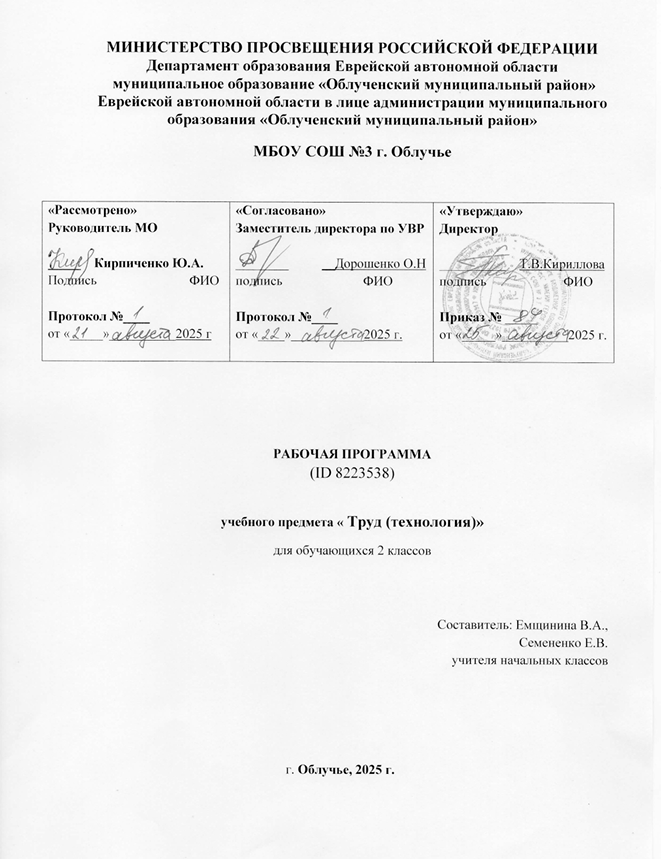 МИНИСТЕРСТВО ПРОСВЕЩЕНИЯ РОССИЙСКОЙ ФЕДЕРАЦИИ
Департамент образования Еврейской автономной области
муниципальное образование «Облученский муниципальный район»
Еврейской автономной области в лице администрации муниципального
образования «Облученский муниципальный район»
МБОУ СОШ №3 г. Облучье
«Рассмотрено»
Руководитель МО
Кирпиченко Ю.А.
Подпись ФИО
Протокол № 1
от « 21 » августа 2025 г
«Согласовано»
Заместитель директора по УВР
Дорошенко О.Н
подпись ФИО
Протокол № 1
от « 22 » августа 2025 г.
«Утверждаю»
Директор
Т.В.Кириллова
подпись ФИО
Приказ №
от «25 » августа 2025 г.
РАБОЧАЯ ПРОГРАММА
(ID 8223538)
учебного предмета « Труд (технология)»
для обучающихся 2 классов
Составитель: Емщинина В.А.,
Семененко Е.В.
учителя начальных классов
г. Облучье, 2025 г.